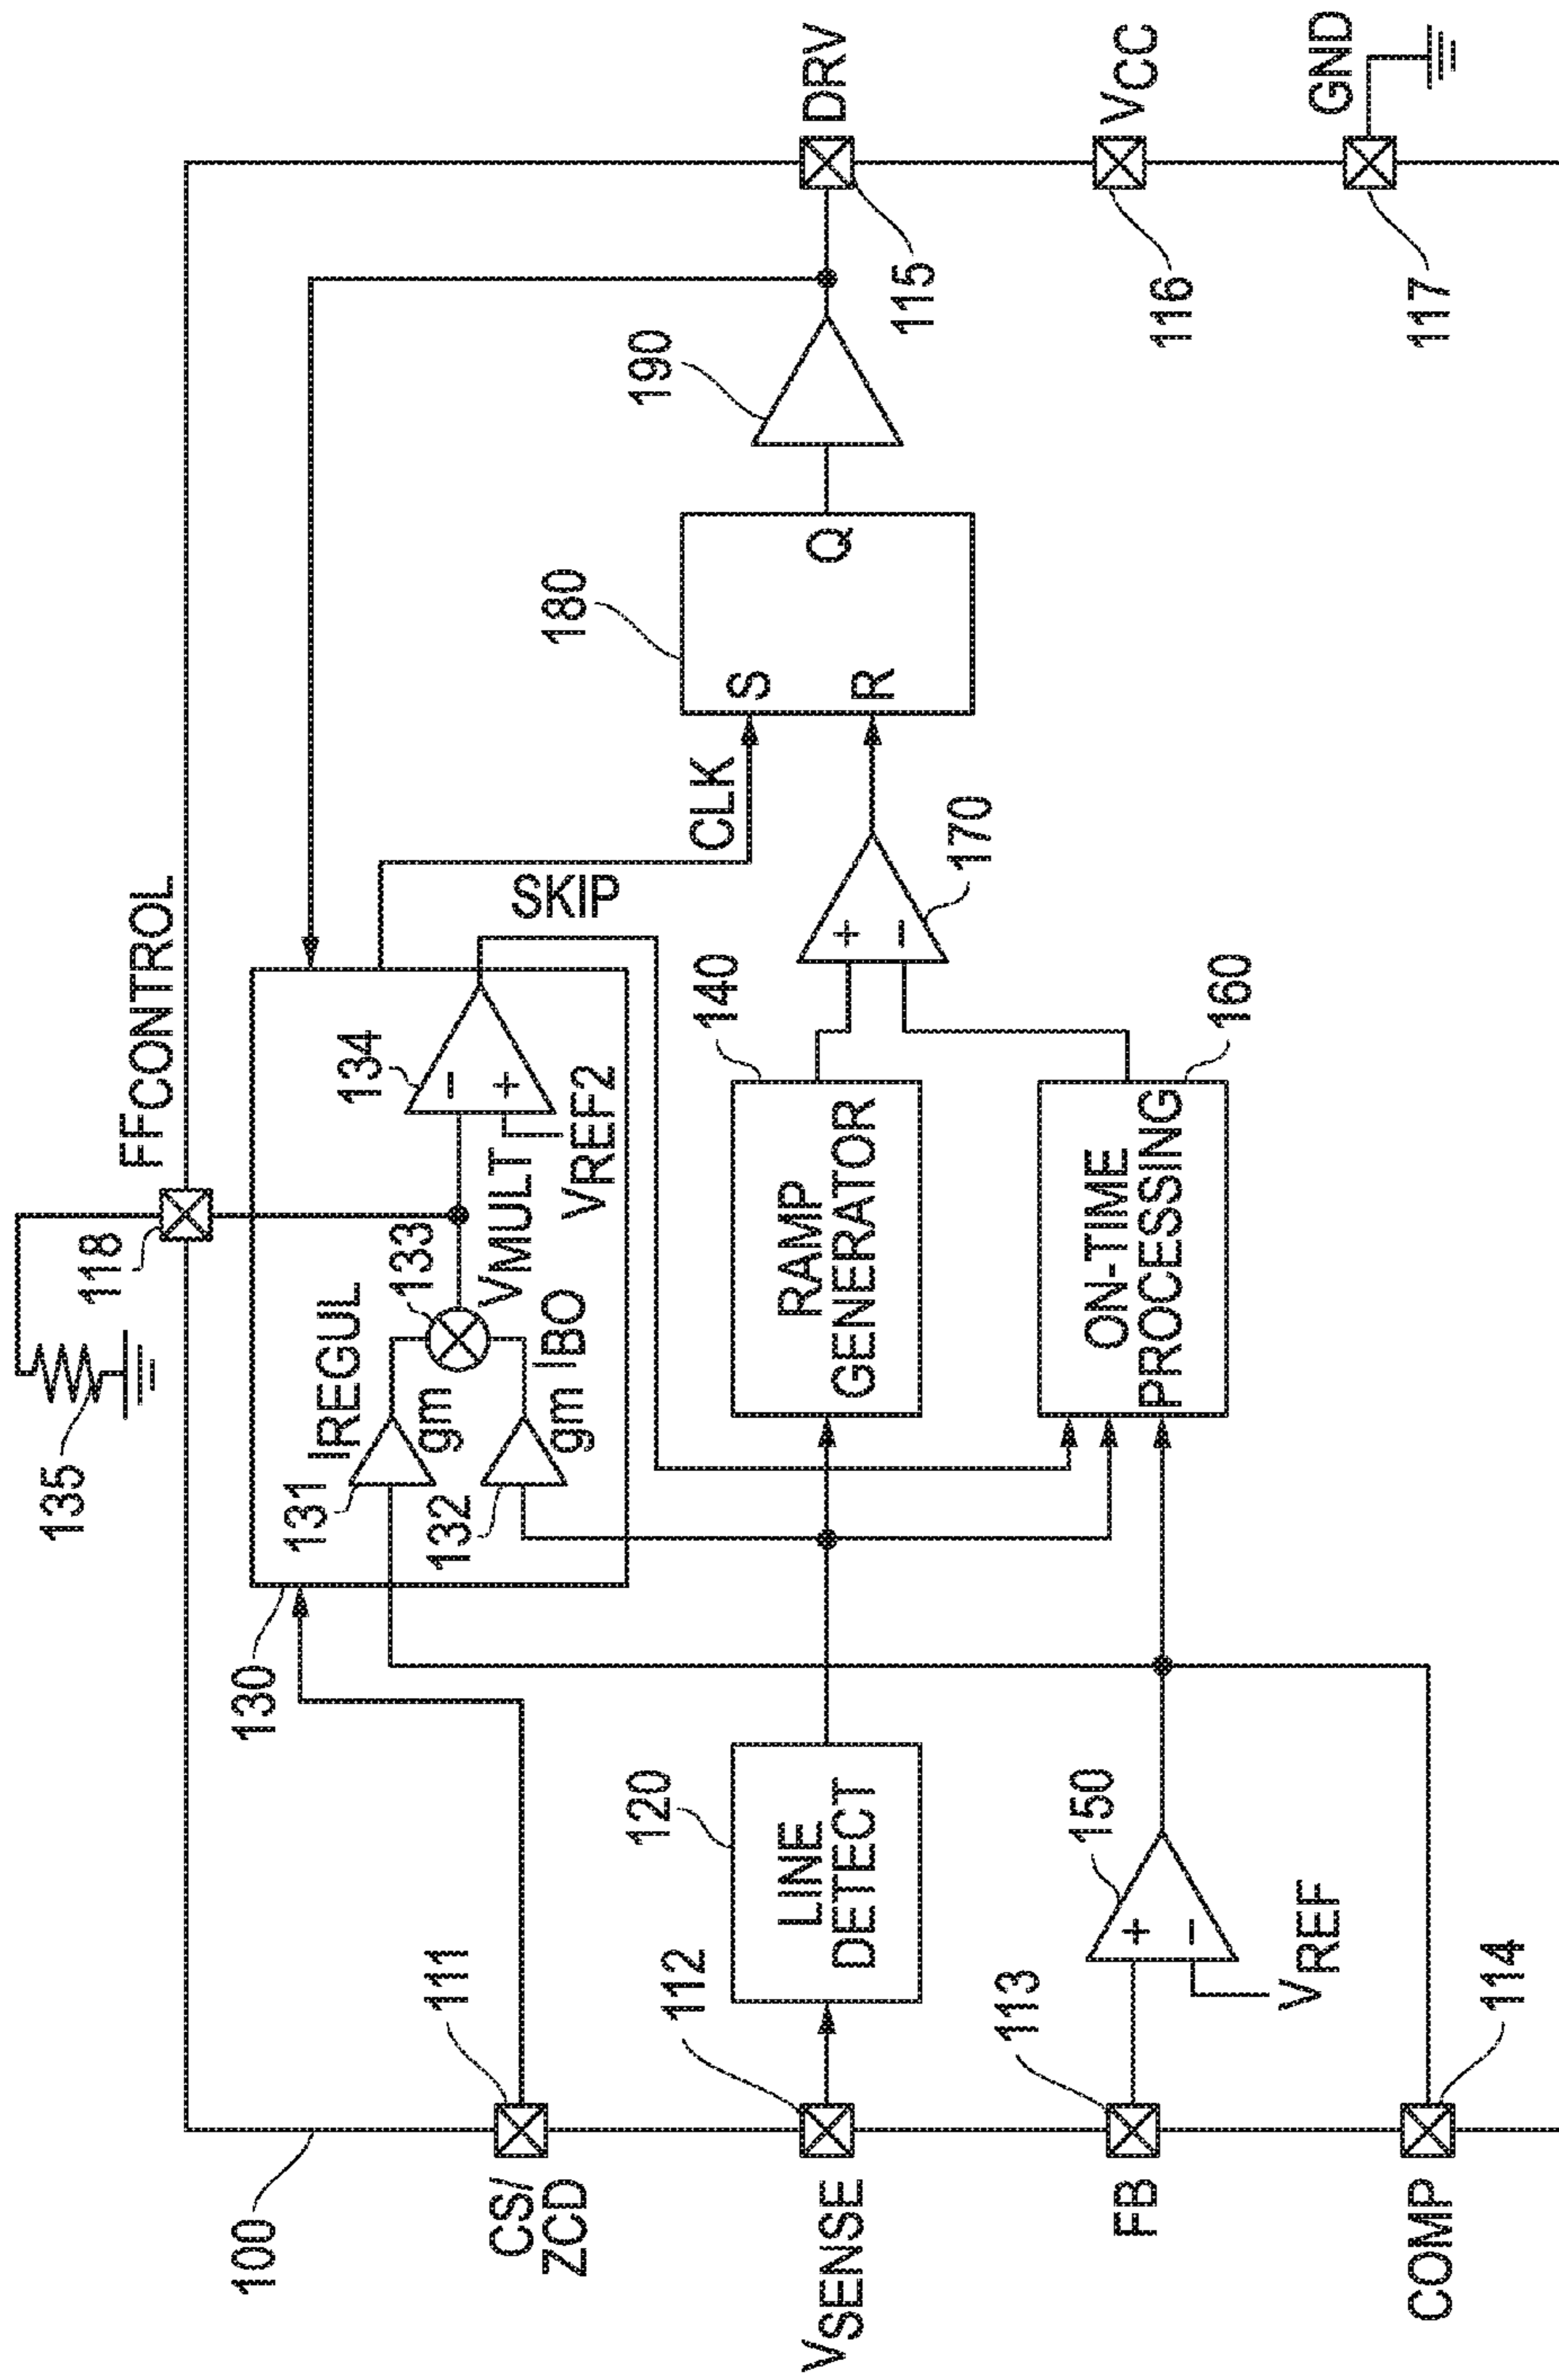 135
118
FFCONTROL
130
131
IREGUL
gm
132
gm
IBO
133
VMULT
134
VREF2
SKIP
CLK
100
111
CS/
ZCD
112
VSENSE
120
LINE
DETECT
140
RAMP
GENERATOR
113
FB
150
VREF
160
ON-TIME
PROCESSING
170
180
S
R
Q
190
115
DRV
116
VCC
117
GND
114
COMP
+
-
+
-
+
-